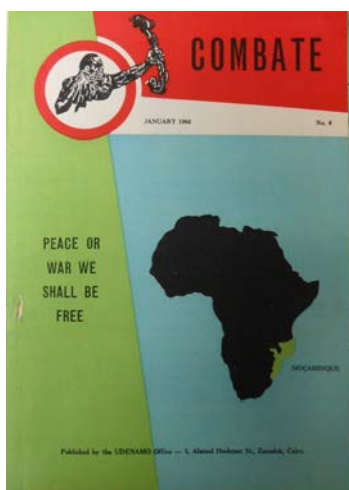 COMBATE
JANUARY 1964 No. 4
PEACE OR
WAR WE
SHALL BE
FREE
MOÇAMBIQUE
Published by the UDENAMO Office — 5, Ahmed Hishmat St., Zamalek, Cairo.